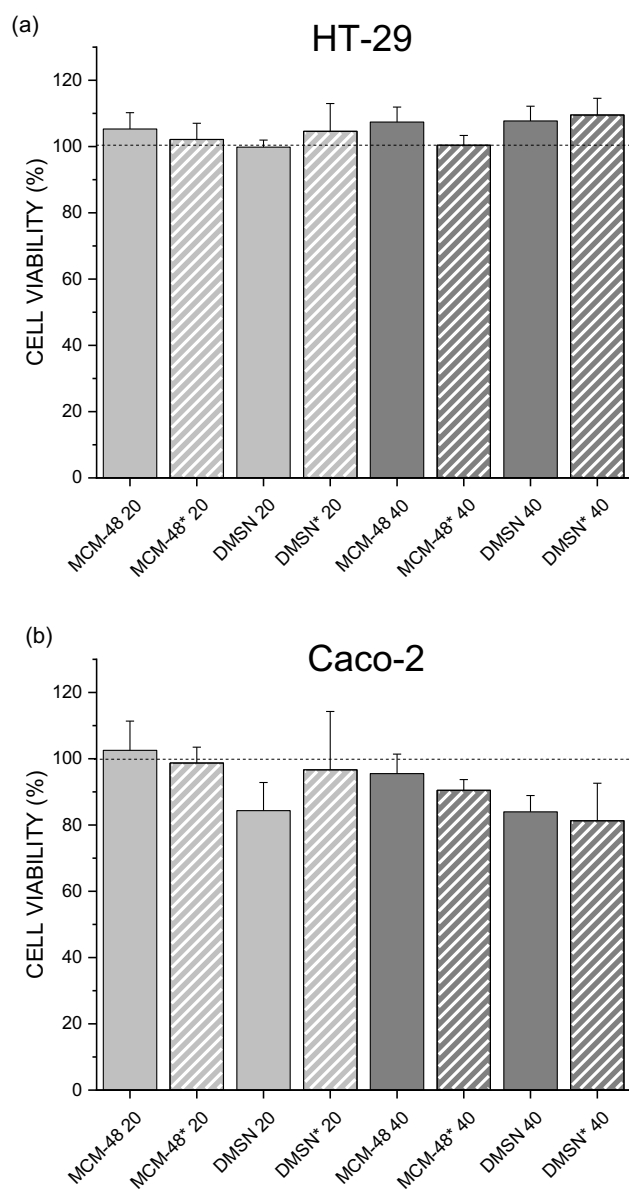 (a)
HT-29
120
100
80
60
40
20
0
CELL VIABILITY (%)
MCM-48 20
MCM-48* 20
DMSN 20
DMSN* 20
MCM-48 40
MCM-48* 40
DMSN 40
DMSN* 40
(b)
Caco-2
120
100
80
60
40
20
0
CELL VIABILITY (%)
MCM-48 20
MCM-48* 20
DMSN 20
DMSN* 20
MCM-48 40
MCM-48* 40
DMSN 40
DMSN* 40